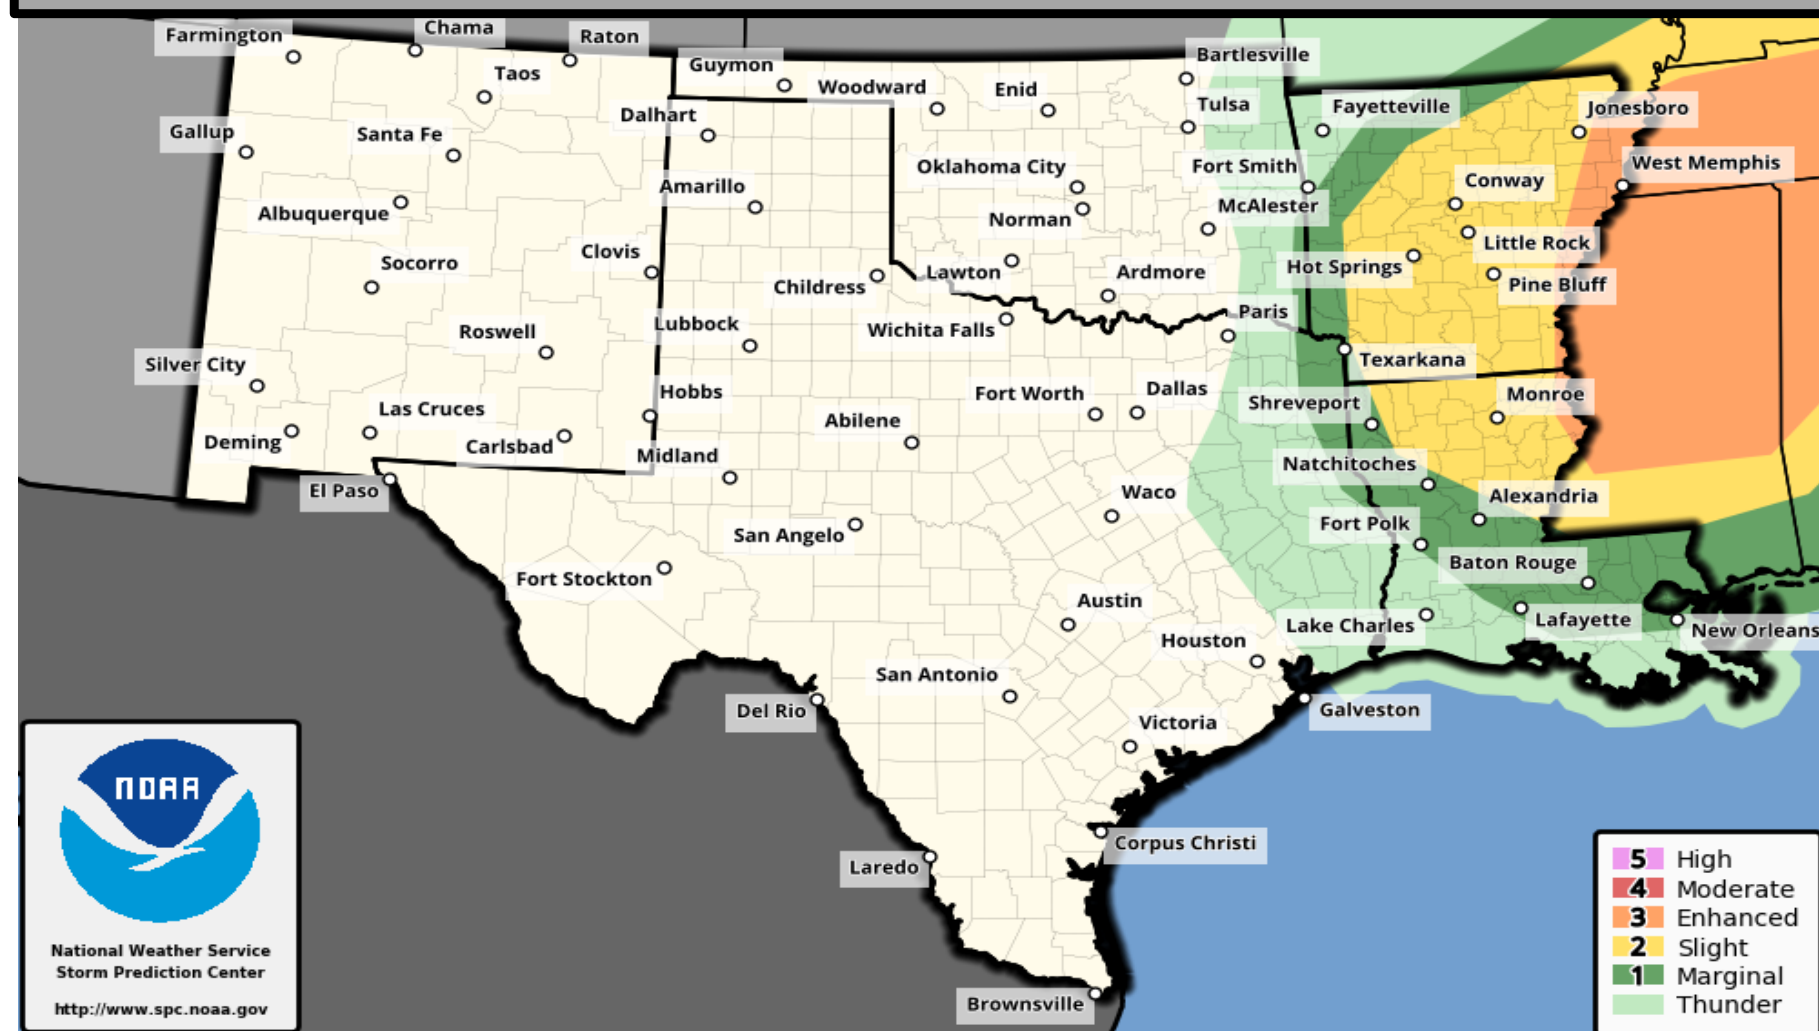 Farmington
Chama
Raton
Taos
Guymon
Woodward
Enid
Bartlesville
Tulsa
Fayetteville
Jonesboro
Gallup
Santa Fe
Dalhart
Oklahoma City
Fort Smith
Conway
West Memphis
Amarillo
Albuquerque
Norman
McAlester
Little Rock
Socorro
Clovis
Childress
Lawton
Ardmore
Hot Springs
Pine Bluff
Roswell
Lubbock
Wichita Falls
Paris
Texarkana
Silver City
Hobbs
Fort Worth
Dallas
Shreveport
Monroe
Las Cruces
Deming
Carlsbad
Midland
Abilene
Natchitoches
El Paso
Waco
Alexandria
San Angelo
Fort Polk
Fort Stockton
Baton Rouge
Austin
Lake Charles
Lafayette
New Orleans
Houston
San Antonio
Del Rio
Galveston
Victoria
Corpus Christi
Laredo
Brownsville
NOAA
National Weather Service
Storm Prediction Center
http://www.spc.noaa.gov
5 High
4 Moderate
3 Enhanced
2 Slight
1 Marginal
Thunder